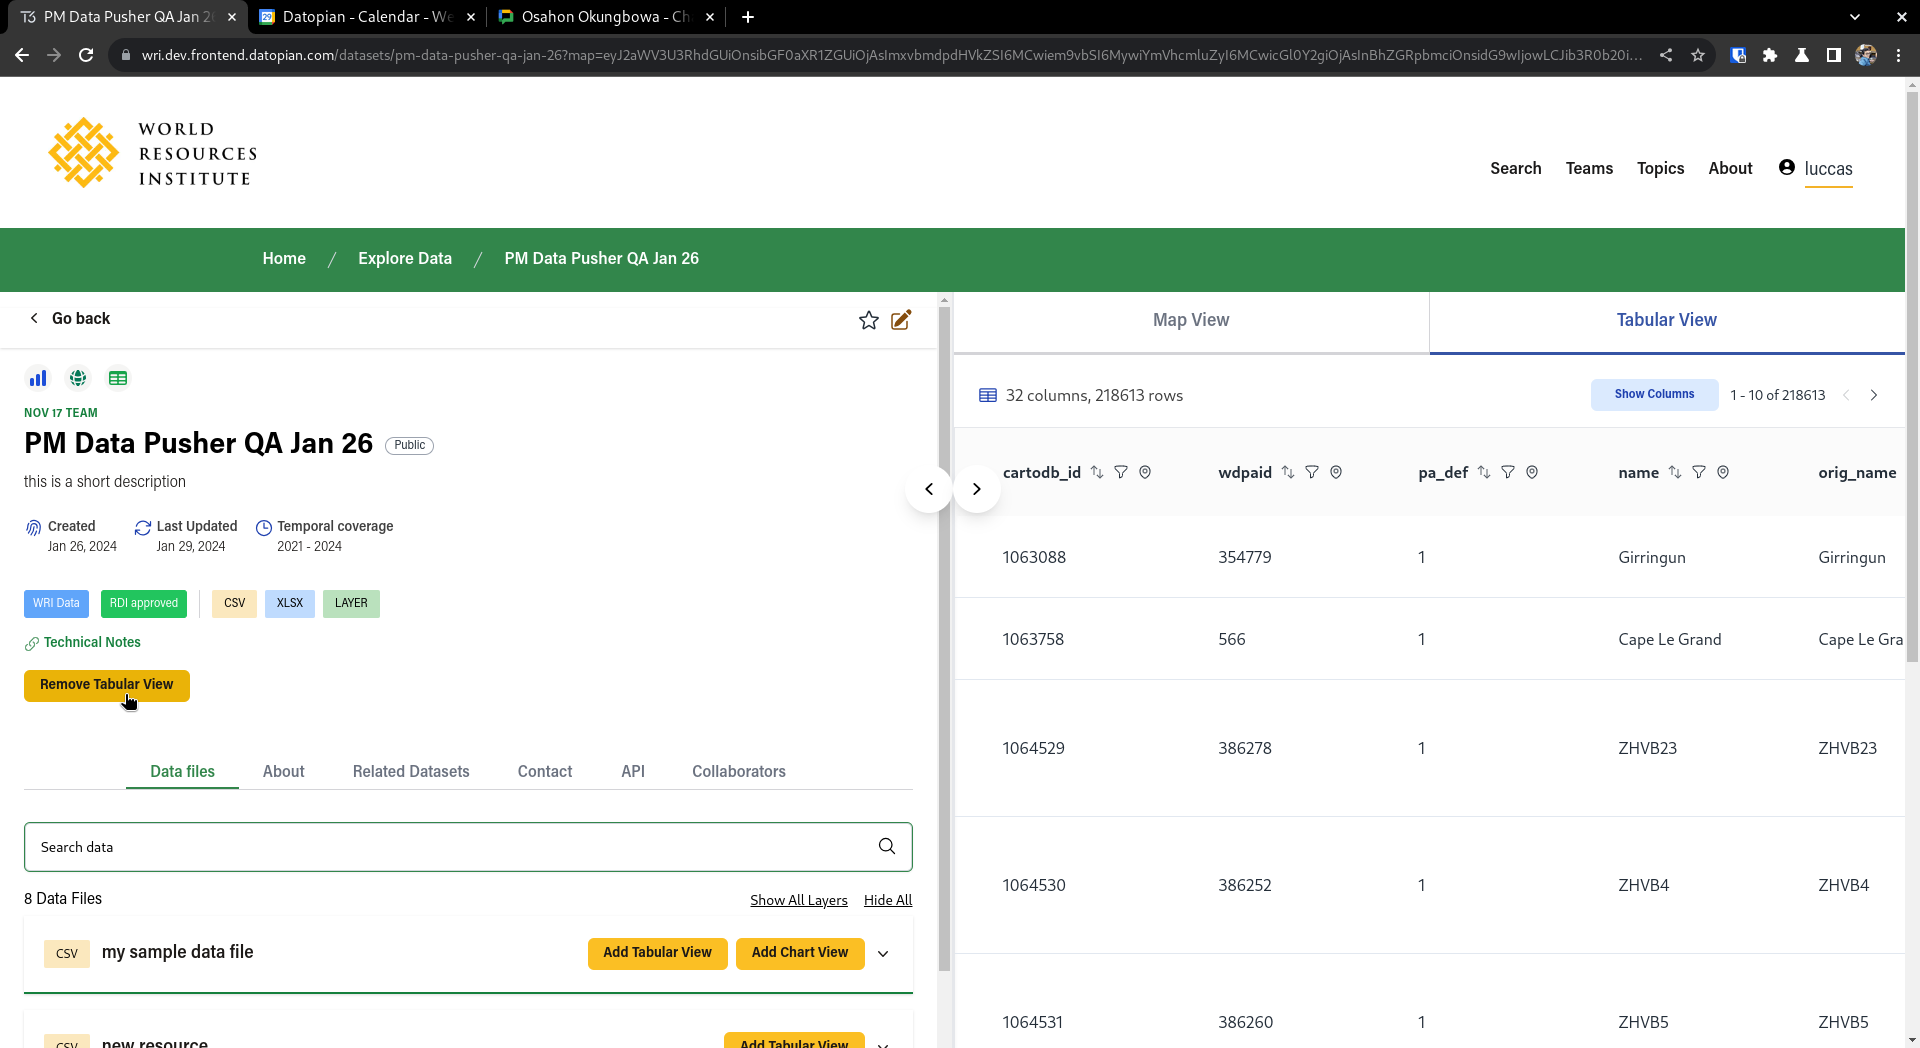 PM Data Pusher QA Jan 2
Datopian - Calendar - We
Osahon Okungbowa - Ch
wri.dev.frontend.datopian.com/datasets/pm-data-pusher-qa-jan-26?map=
WORLD
RESOURCES
INSTITUTE
Search Teams Topics About luccas
Home / Explore Data / PM Data Pusher QA Jan 26
Go back
Map View Tabular View
32 columns, 218613 rows Show Columns 1 - 10 of 218613
NOV 17 TEAM
PM Data Pusher QA Jan 26 Public
this is a short description
Created Last Updated Temporal coverage
Jan 26, 2024 Jan 29, 2024 2021 - 2024
WRI Data RDI approved CSV XLSX LAYER
Technical Notes
Remove Tabular View
Data files About Related Datasets Contact API Collaborators
Search data
8 Data Files Show All Layers Hide All
CSV my sample data file Add Tabular View Add Chart View
CSV new resource Add Tabular View
cartodb_id wdpaid pa_def name orig_name
1063088 354779 1 Girringun Girringun
1063758 566 1 Cape Le Grand Cape Le Gra
1064529 386278 1 ZHVB23 ZHVB23
1064530 386252 1 ZHVB4 ZHVB4
1064531 386260 1 ZHVB5 ZHVB5